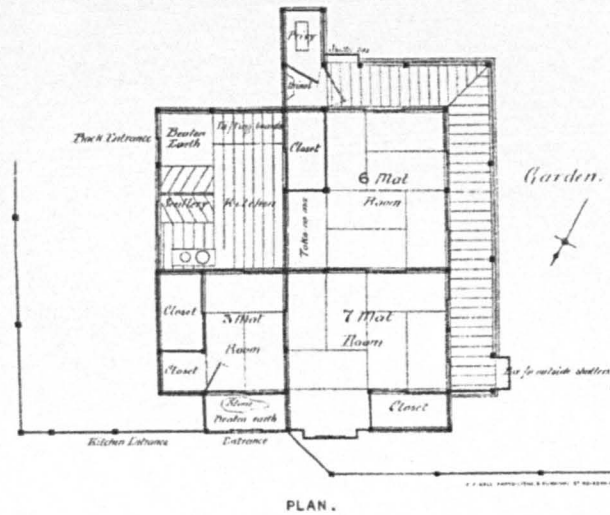 Privy
Urinal
Back Entrance
Beaten
Earth
Closet
6 Mat
Room
Garden.
Scullery
Kitchen
Closet
3 Mat
Room
7 Mat
Room
Closet
Closet
Box for outside shutters
Stone
Beaten earth
Kitchen Entrance
Entrance
PLAN.